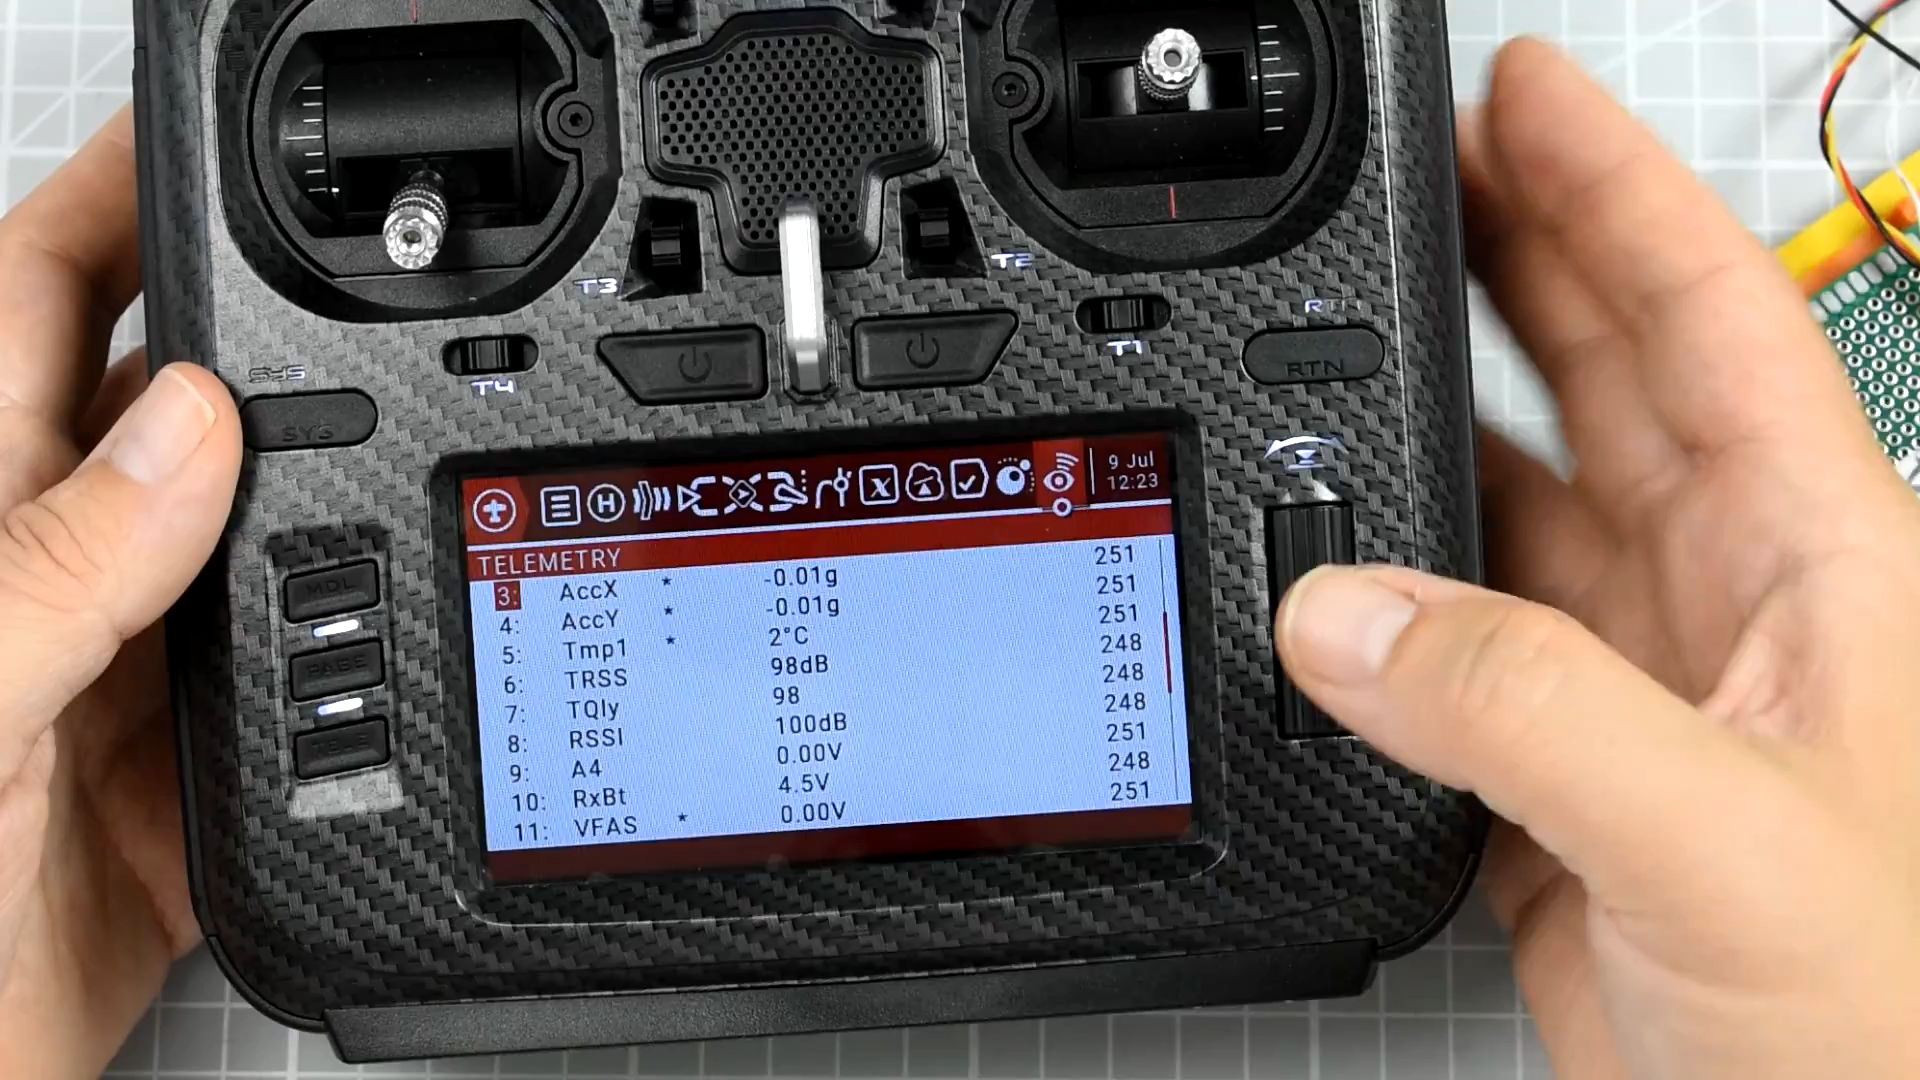 T3
T2
T4
T1
RTN
RTN
SYS
SYS
MDL
PAGE
TELE
H
x
9 Jul
12:23
TELEMETRY
3: AccX * -0.01g 251
4: AccY * -0.01g 251
5: Tmp1 * 2°C 251
6: TRSS 98dB 248
7: TQly 98 248
8: RSSI 100dB 248
9: A4 0.00V 251
10: RxBt 4.5V 248
11: VFAS * 0.00V 251